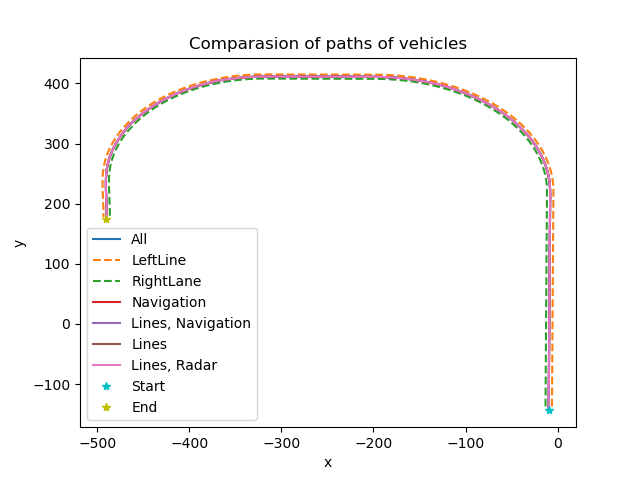 Comparasion of paths of vehicles
400
300
200
100
0
−100
y
All
LeftLine
RightLane
Navigation
Lines, Navigation
Lines
Lines, Radar
Start
End
−500
−400
−300
−200
−100
0
x